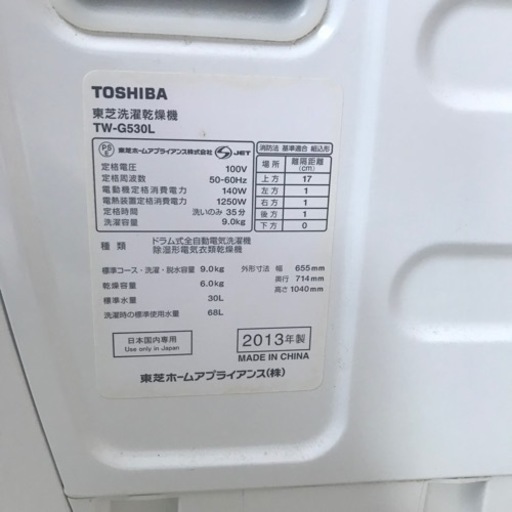 TOSHIBA
東芝洗濯乾燥機
TW-G530L
PSE 東芝ホームアプライアンス株式会社 JET
定格電圧 100V
定格周波数 50-60Hz
電動機定格消費電力 140W
電熱装置定格消費電力 1250W
定格時間 洗いのみ 35分
洗濯容量 9.0kg
消防法 基準適合 組込形
場所 離隔距離(cm)
上方 17
左方 1
右方 1
後方 1
下方 0
種類 ドラム式全自動電気洗濯機
除湿形電気衣類乾燥機
標準コース・洗濯・脱水容量 9.0kg
乾燥容量 6.0kg
標準水量 30L
洗濯時の標準使用水量 68L
外形寸法 幅 655mm
奥行 714mm
高さ 1040mm
日本国内専用
Use only in Japan
2013年製
MADE IN CHINA
東芝ホームアプライアンス(株)